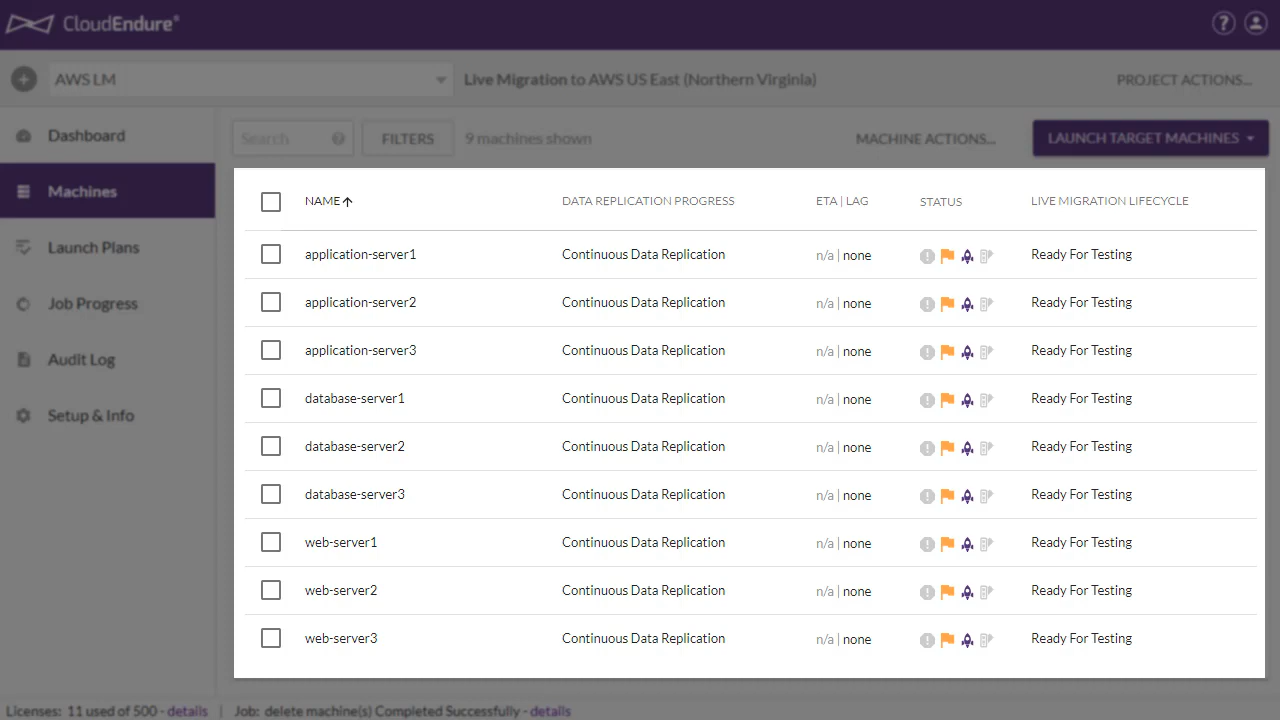 CloudEndure®
AWS LM
Live Migration to AWS US East (Northern Virginia)
PROJECT ACTIONS...
Dashboard
Machines
Launch Plans
Job Progress
Audit Log
Setup & Info
Search
FILTERS
9 machines shown
MACHINE ACTIONS...
LAUNCH TARGET MACHINES
NAME DATA REPLICATION PROGRESS ETA | LAG STATUS LIVE MIGRATION LIFECYCLE
application-server1 Continuous Data Replication n/a | none Ready For Testing
application-server2 Continuous Data Replication n/a | none Ready For Testing
application-server3 Continuous Data Replication n/a | none Ready For Testing
database-server1 Continuous Data Replication n/a | none Ready For Testing
database-server2 Continuous Data Replication n/a | none Ready For Testing
database-server3 Continuous Data Replication n/a | none Ready For Testing
web-server1 Continuous Data Replication n/a | none Ready For Testing
web-server2 Continuous Data Replication n/a | none Ready For Testing
web-server3 Continuous Data Replication n/a | none Ready For Testing
Licenses: 11 used of 500 - details | Job: delete machine(s) Completed Successfully - details